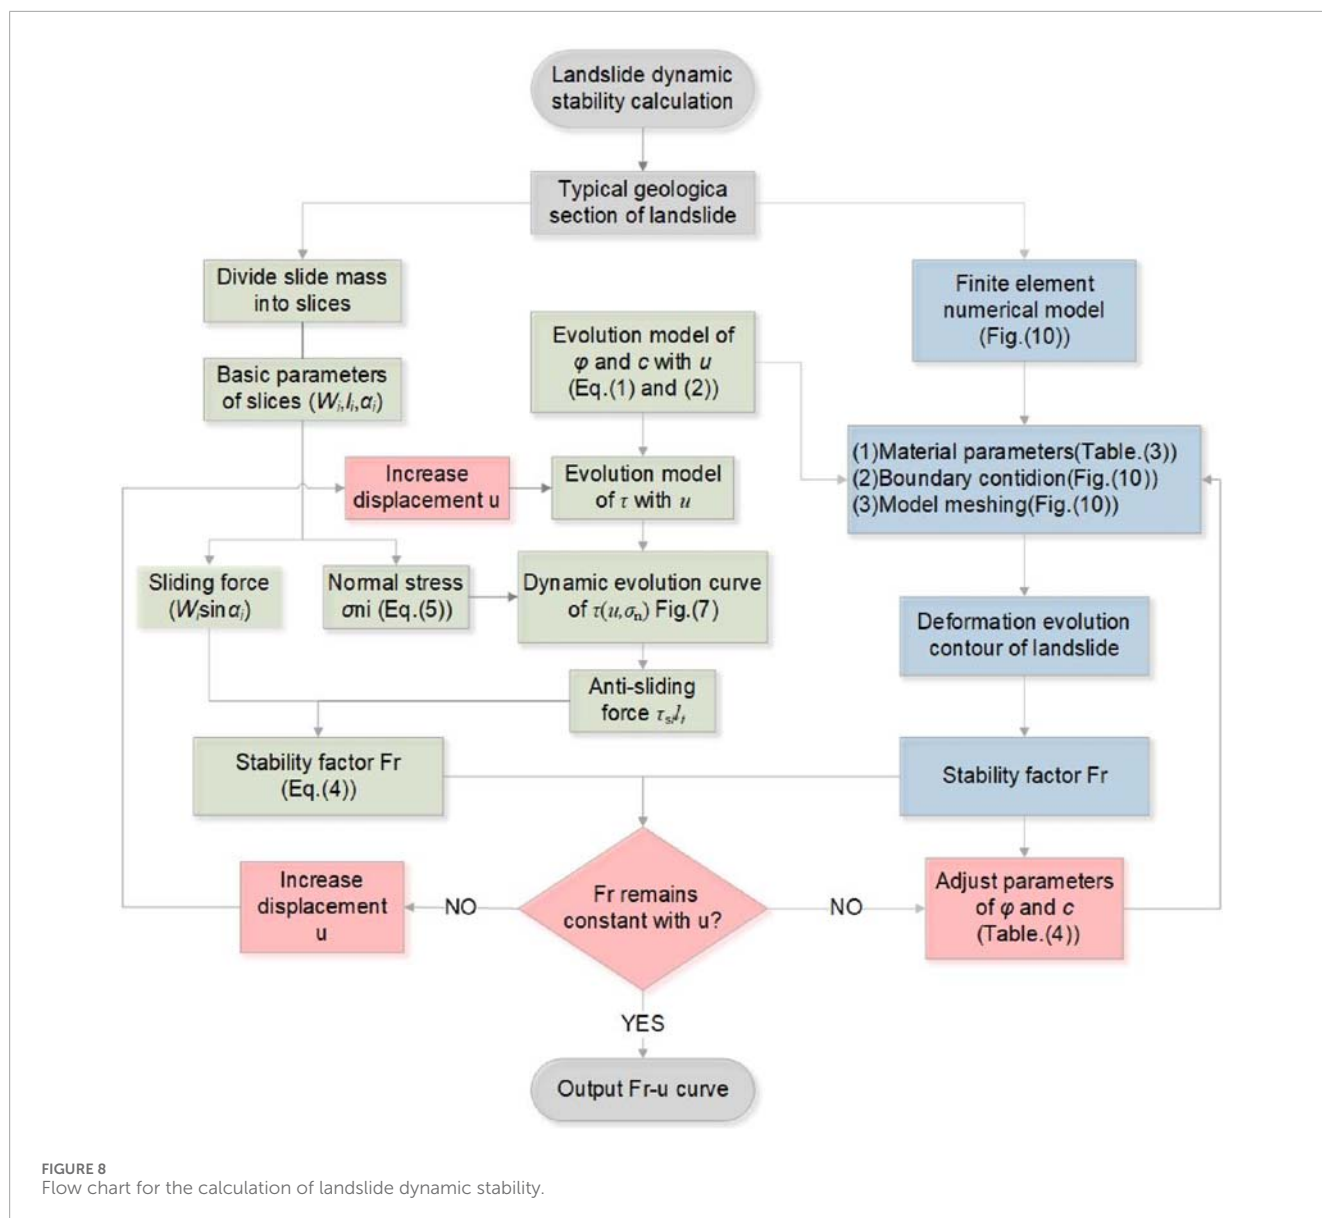 Landslide dynamic
stability calculation
Typical geologica
section of landslide
Divide slide mass
into slices
Basic parameters
of slices (Wi,li,αi)
Evolution model of
φ and c with u
(Eq.(1) and (2))
Finite element
numerical model
(Fig.(10))
Increase
displacement u
Evolution model
of τ with u
(1)Material parameters(Table.(3))
(2)Boundary contidion(Fig.(10))
(3)Model meshing(Fig.(10))
Sliding force
(Wisin αi)
Normal stress
σni (Eq.(5))
Dynamic evolution curve
of τ(u,σn) Fig.(7)
Deformation evolution
contour of landslide
Anti-sliding
force τsili
Stability factor Fr
(Eq.(4))
Stability factor Fr
Increase
displacement
u
NO
Fr remains
constant with u?
NO
Adjust parameters
of φ and c
(Table.(4))
YES
Output Fr-u curve
FIGURE 8
Flow chart for the calculation of landslide dynamic stability.